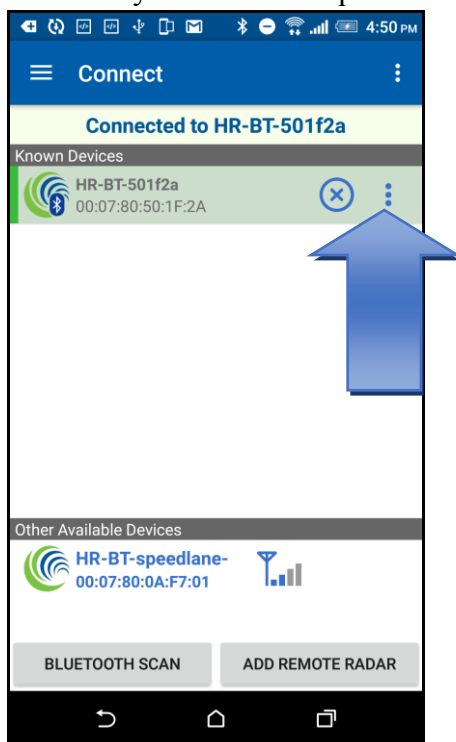 4:50 PM
Connect
Connected to HR-BT-501f2a
Known Devices
HR-BT-501f2a
00:07:80:50:1F:2A
Other Available Devices
HR-BT-speedlane-
00:07:80:0A:F7:01
BLUETOOTH SCAN ADD REMOTE RADAR